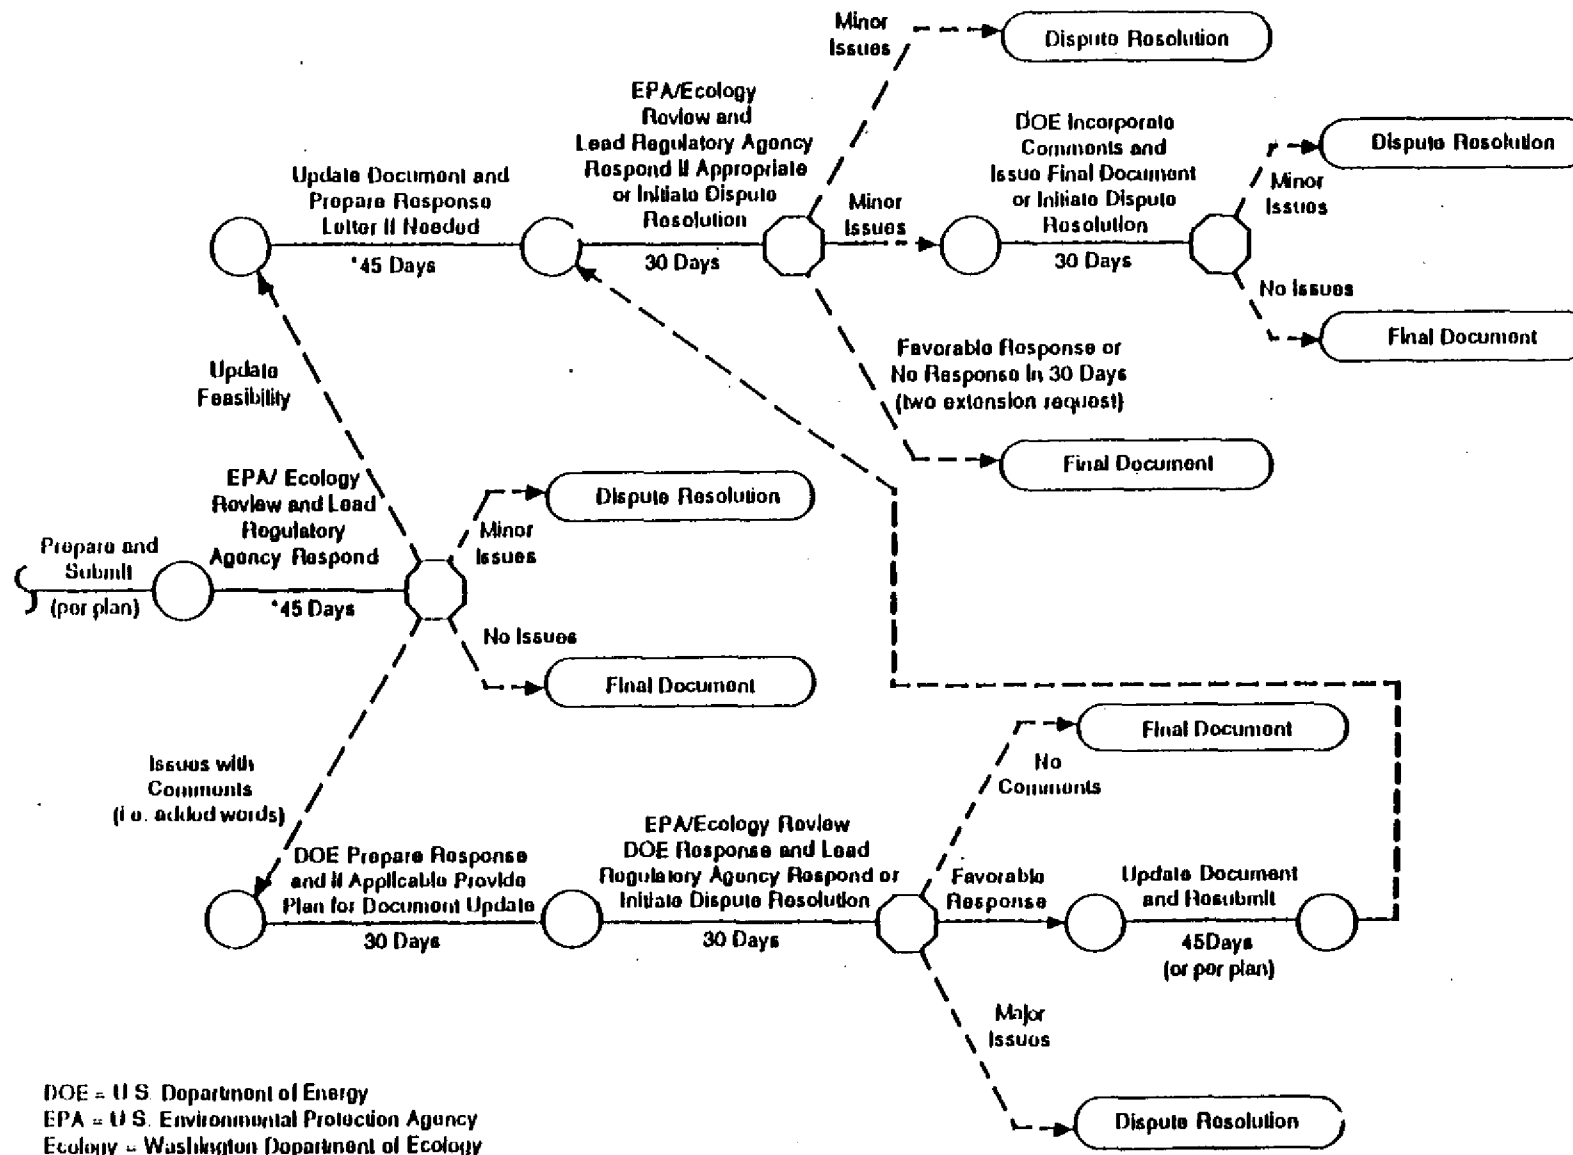 Minor
Issues
Dispute Resolution
EPA/Ecology
Review and
Lead Regulatory Agency
Respond If Appropriate
or Initiate Dispute
Resolution
30 Days
Update Document and
Prepare Response
Letter If Needed
*45 Days
Minor
Issues
DOE Incorporate
Comments and
Issue Final Document
or Initiate Dispute
Resolution
30 Days
Dispute Resolution
Minor
Issues
No Issues
Final Document
Favorable Response or
No Response In 30 Days
(two extension request)
Final Document
Update
Feasibility
EPA/ Ecology
Review and Lead
Regulatory
Agency Respond
*45 Days
Prepare and
Submit
(per plan)
Minor
Issues
Dispute Resolution
No Issues
Final Document
Issues with
Comments
(i.e. added words)
DOE Prepare Response
and If Applicable Provide
Plan for Document Update
30 Days
EPA/Ecology Review
DOE Response and Lead
Regulatory Agency Respond or
Initiate Dispute Resolution
30 Days
No
Comments
Final Document
Favorable
Response
Update Document
and Resubmit
45Days
(or per plan)
Major
Issues
Dispute Resolution
DOE = U.S. Department of Energy
EPA = U.S. Environmental Protection Agency
Ecology = Washington Department of Ecology